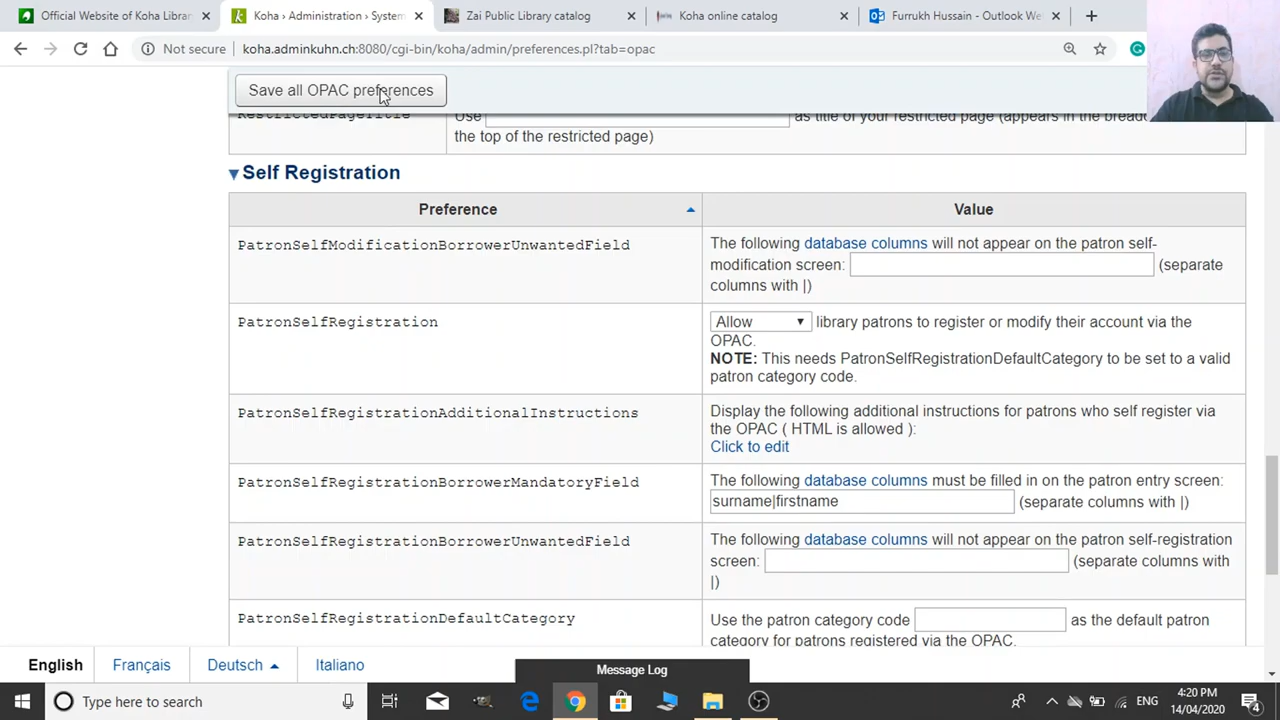 Official Website of Koha Librar
Koha › Administration › System
Zai Public Library catalog
Koha online catalog
Furrukh Hussain - Outlook We
Not secure
koha.adminkuhn.ch:8080/cgi-bin/koha/admin/preferences.pl?tab=opac
Save all OPAC preferences
RestrictedPageTitle
Use as title of your restricted page (appears in the bread
the top of the restricted page)
Self Registration
Preference
Value
PatronSelfModificationBorrowerUnwantedField
The following database columns will not appear on the patron self-
modification screen: (separate
columns with |)
PatronSelfRegistration
Allow library patrons to register or modify their account via the
OPAC.
NOTE: This needs PatronSelfRegistrationDefaultCategory to be set to a valid
patron category code.
PatronSelfRegistrationAdditionalInstructions
Display the following additional instructions for patrons who self register via
the OPAC ( HTML is allowed ):
Click to edit
PatronSelfRegistrationBorrowerMandatoryField
The following database columns must be filled in on the patron entry screen:
surname|firstname (separate columns with |)
PatronSelfRegistrationBorrowerUnwantedField
The following database columns will not appear on the patron self-registration
screen: (separate columns with
|)
PatronSelfRegistrationDefaultCategory
Use the patron category code as the default patron
category for patrons registered via the OPAC.
English
Français
Deutsch
Italiano
Message Log
Type here to search
ENG
4:20 PM
14/04/2020
4